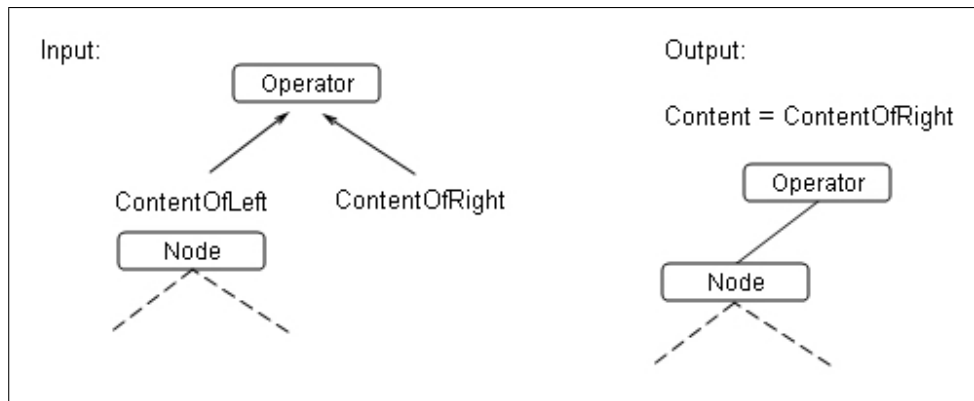 Input:
Operator
ContentOfLeft
ContentOfRight
Node
Output:
Content = ContentOfRight
Operator
Node